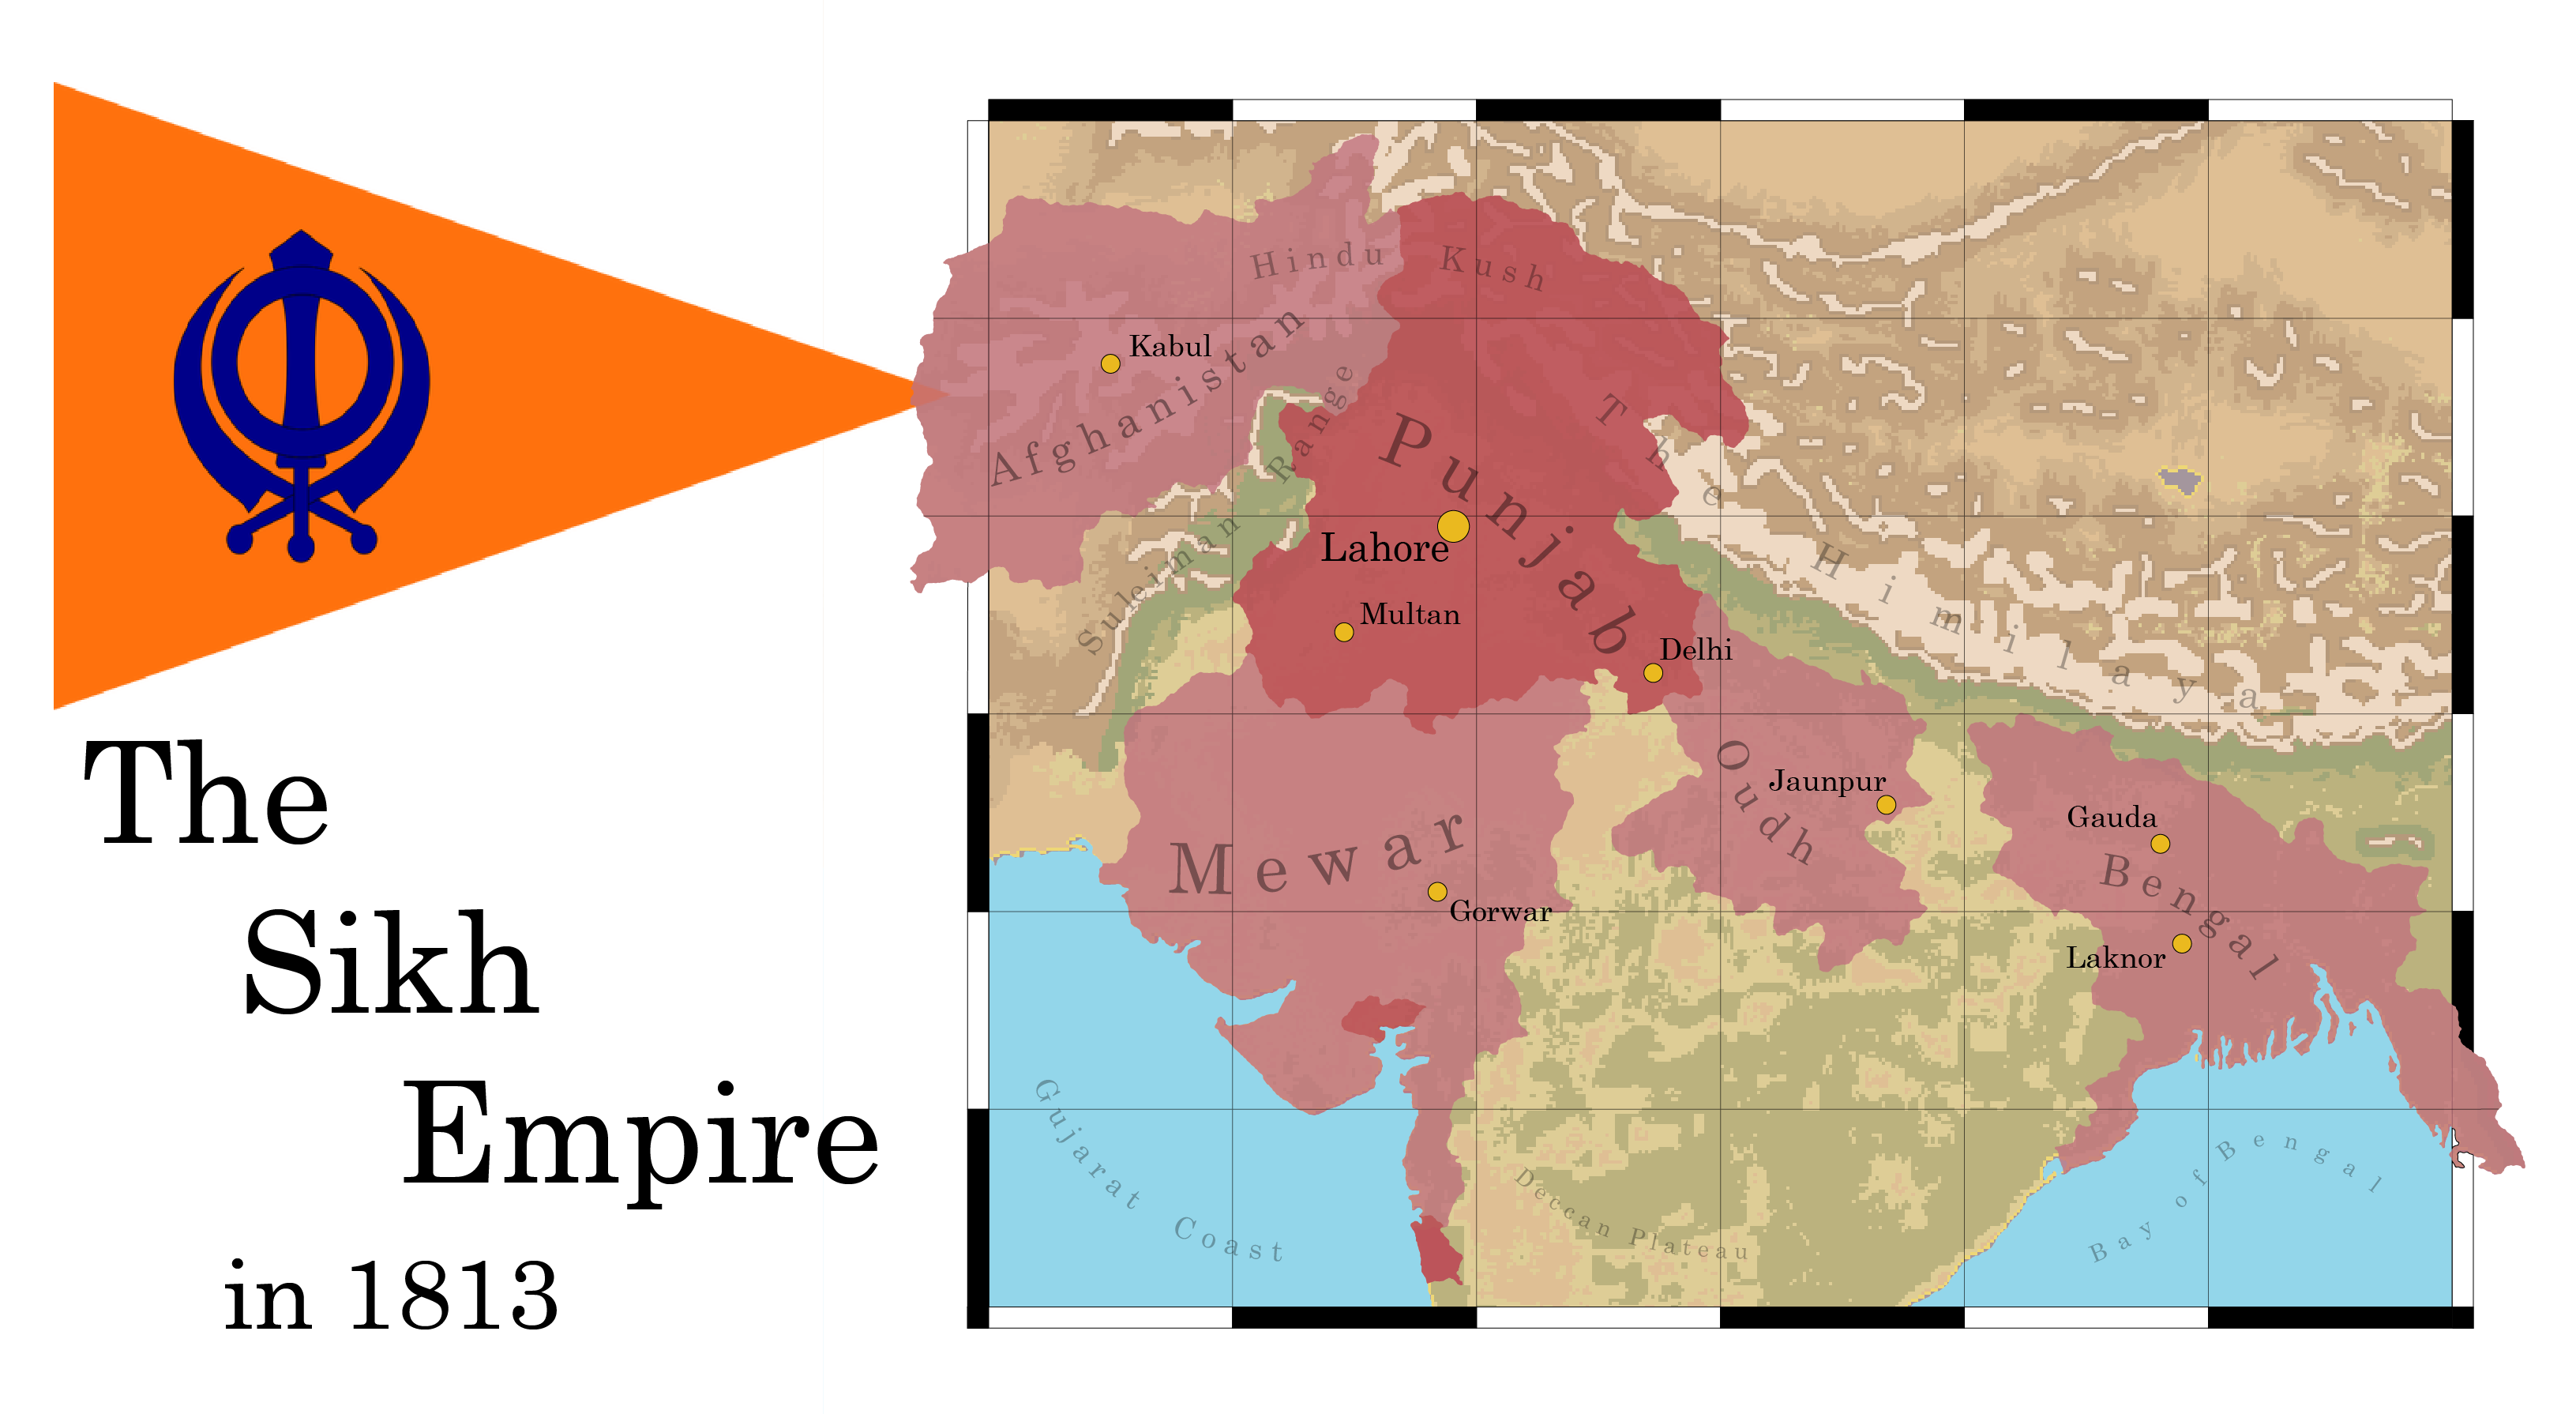 The
Sikh
Empire
in 1813
Hindu Kush
Kabul
Afghanistan
Suleiman Range
Punjab
The Himilaya
Lahore
Multan
Delhi
Oudh
Jaunpur
Gauda
Mewar
Bengal
Gorwar
Laknor
Gujarat Coast
Deccan Plateau
Bay of Bengal